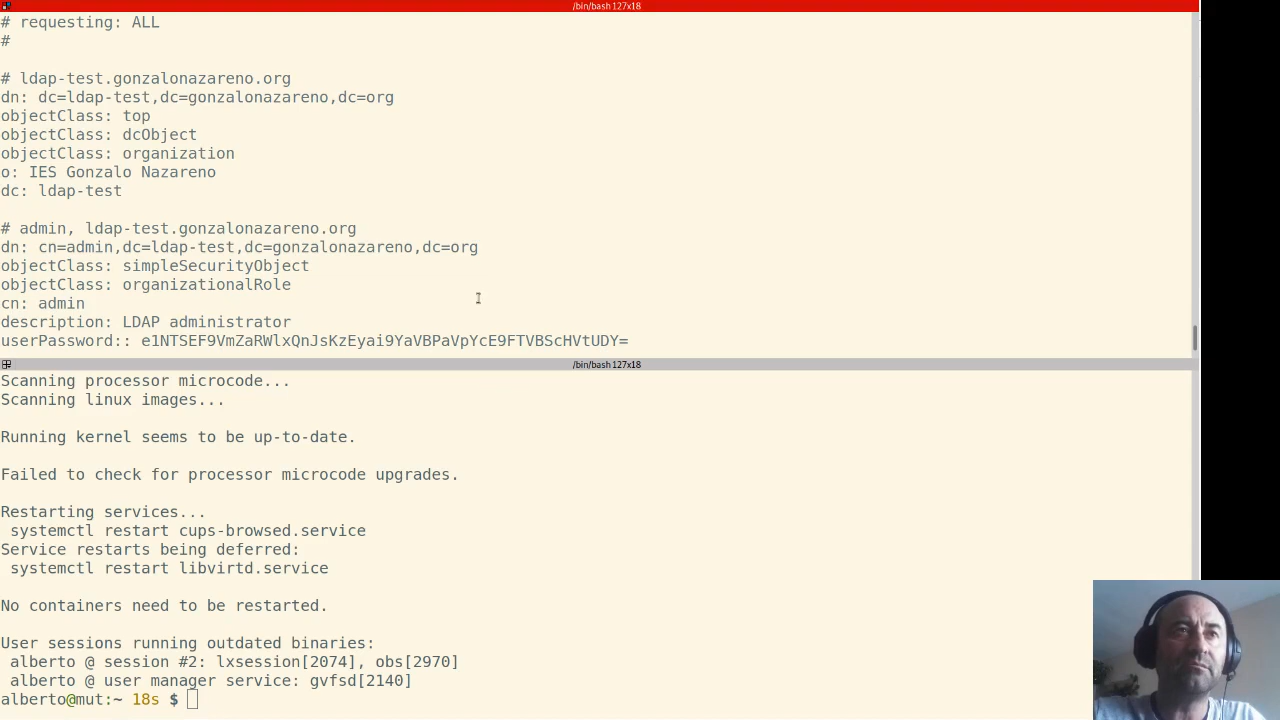 /bin/bash 127x18
# requesting: ALL
#
# ldap-test.gonzalonazareno.org
dn: dc=ldap-test,dc=gonzalonazareno,dc=org
objectClass: top
objectClass: dcObject
objectClass: organization
o: IES Gonzalo Nazareno
dc: ldap-test
# admin, ldap-test.gonzalonazareno.org
dn: cn=admin,dc=ldap-test,dc=gonzalonazareno,dc=org
objectClass: simpleSecurityObject
objectClass: organizationalRole
cn: admin
description: LDAP administrator
userPassword:: e1NTSEF9VmZaRWlxQnJsKzEyai9YaVBPaVpYcE9FTVBScHVtUDY=
/bin/bash 127x18
Scanning processor microcode...
Scanning linux images...
Running kernel seems to be up-to-date.
Failed to check for processor microcode upgrades.
Restarting services...
systemctl restart cups-browsed.service
Service restarts being deferred:
systemctl restart libvirtd.service
No containers need to be restarted.
User sessions running outdated binaries:
alberto @ session #2: lxsession[2074], obs[2970]
alberto @ user manager service: gvfsd[2140]
alberto@mut:~ 18s $